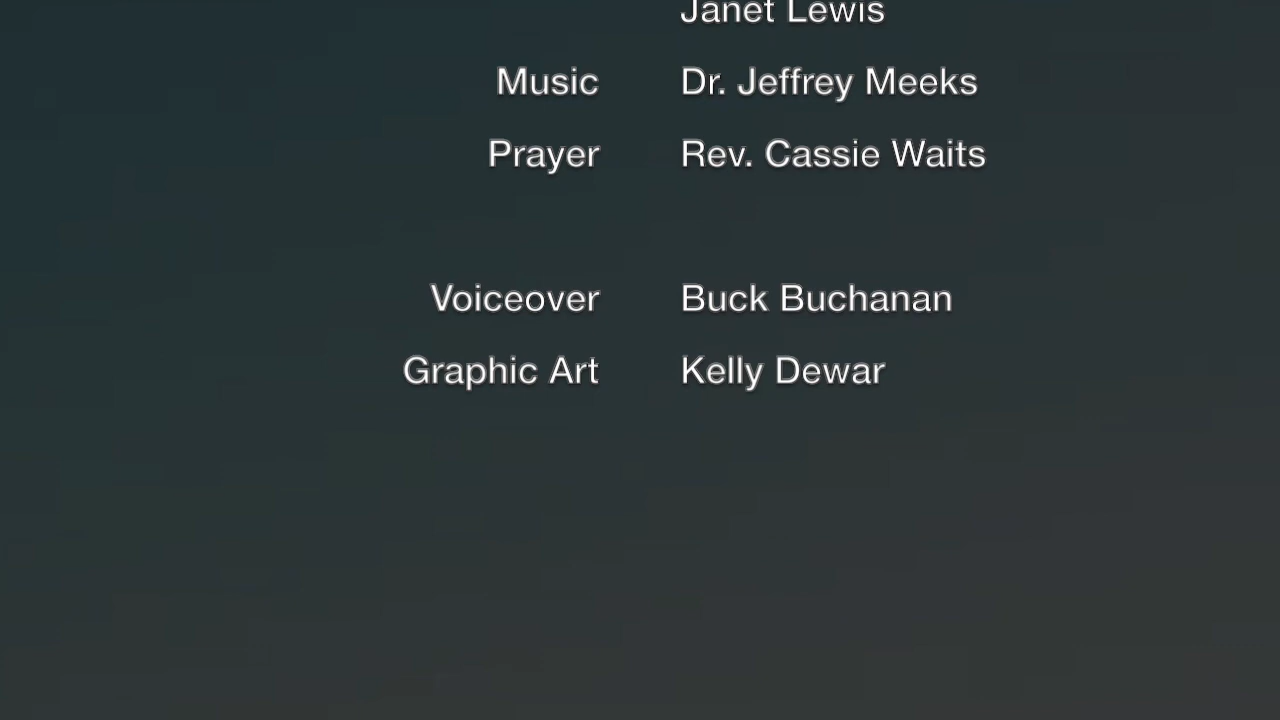 Janet Lewis
Music Dr. Jeffrey Meeks
Prayer Rev. Cassie Waits
Voiceover Buck Buchanan
Graphic Art Kelly Dewar